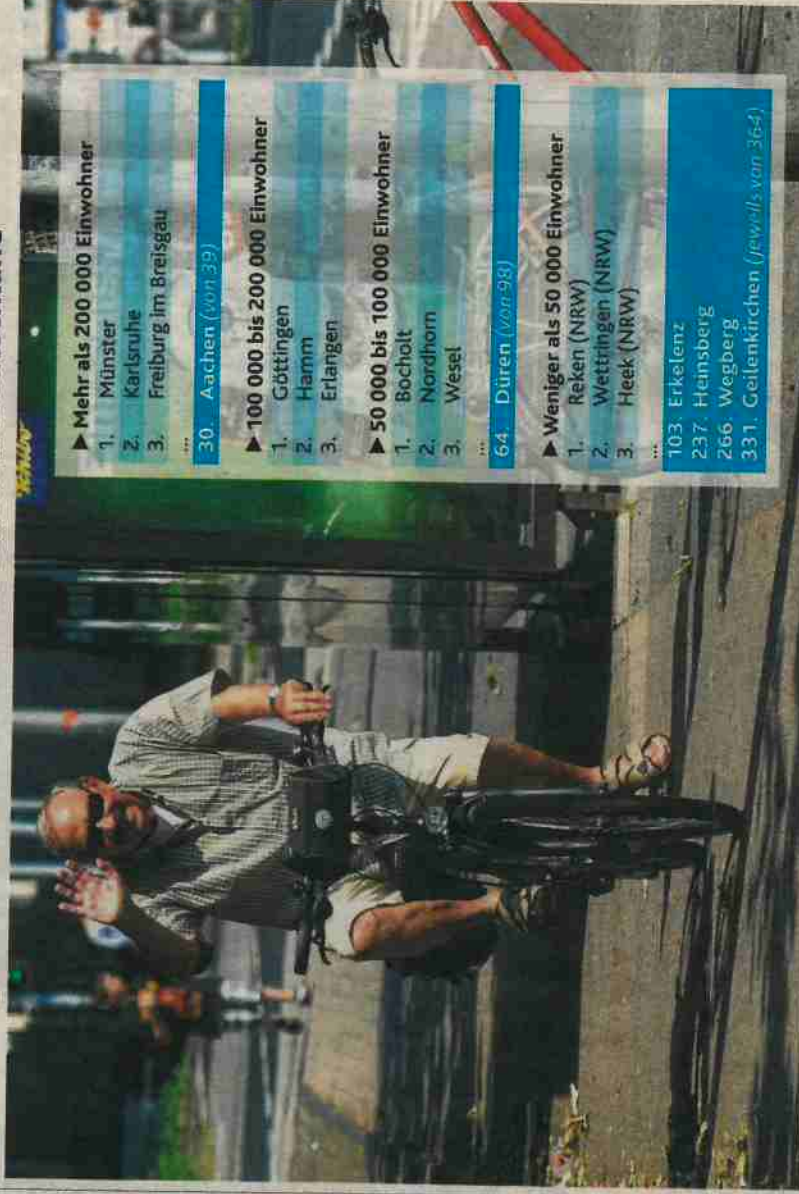 ▶ Mehr als 200 000 Einwohner
1. Münster
2. Karlsruhe
3. Freiburg im Breisgau
...
30. Aachen (von 39)
▶ 100 000 bis 200 000 Einwohner
1. Göttingen
2. Hamm
3. Erlangen
▶ 50 000 bis 100 000 Einwohner
1. Bocholt
2. Nordhorn
3. Wesel
...
64. Düren (von 98)
▶ Weniger als 50 000 Einwohner
1. Reken (NRW)
2. Wettringen (NRW)
3. Heek (NRW)
...
103. Erkelenz
237. Heinsberg
266. Wegberg
331. Geilenkirchen (jeweils von 364)